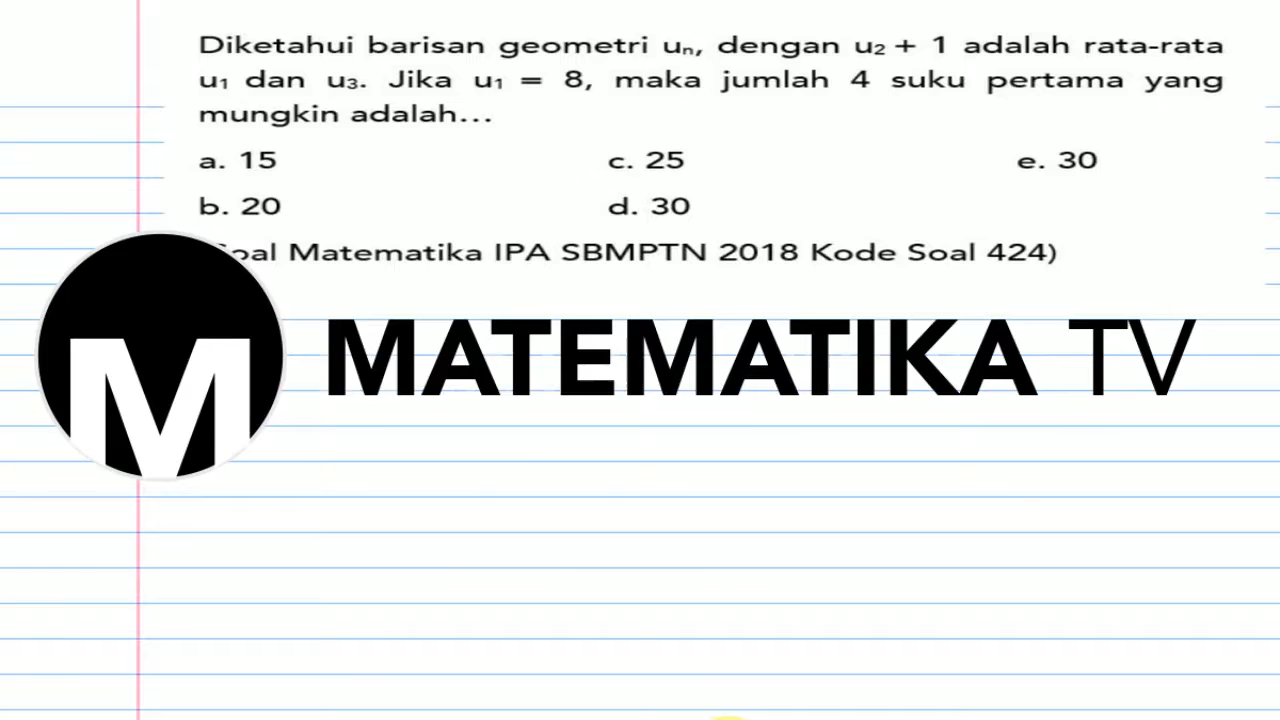 Diketahui barisan geometri uₙ, dengan u₂ + 1 adalah rata-rata
u₁ dan u₃. Jika u₁ = 8, maka jumlah 4 suku pertama yang
mungkin adalah...
a. 15 c. 25 e. 30
b. 20 d. 30
oal Matematika IPA SBMPTN 2018 Kode Soal 424)
M MATEMATIKA TV